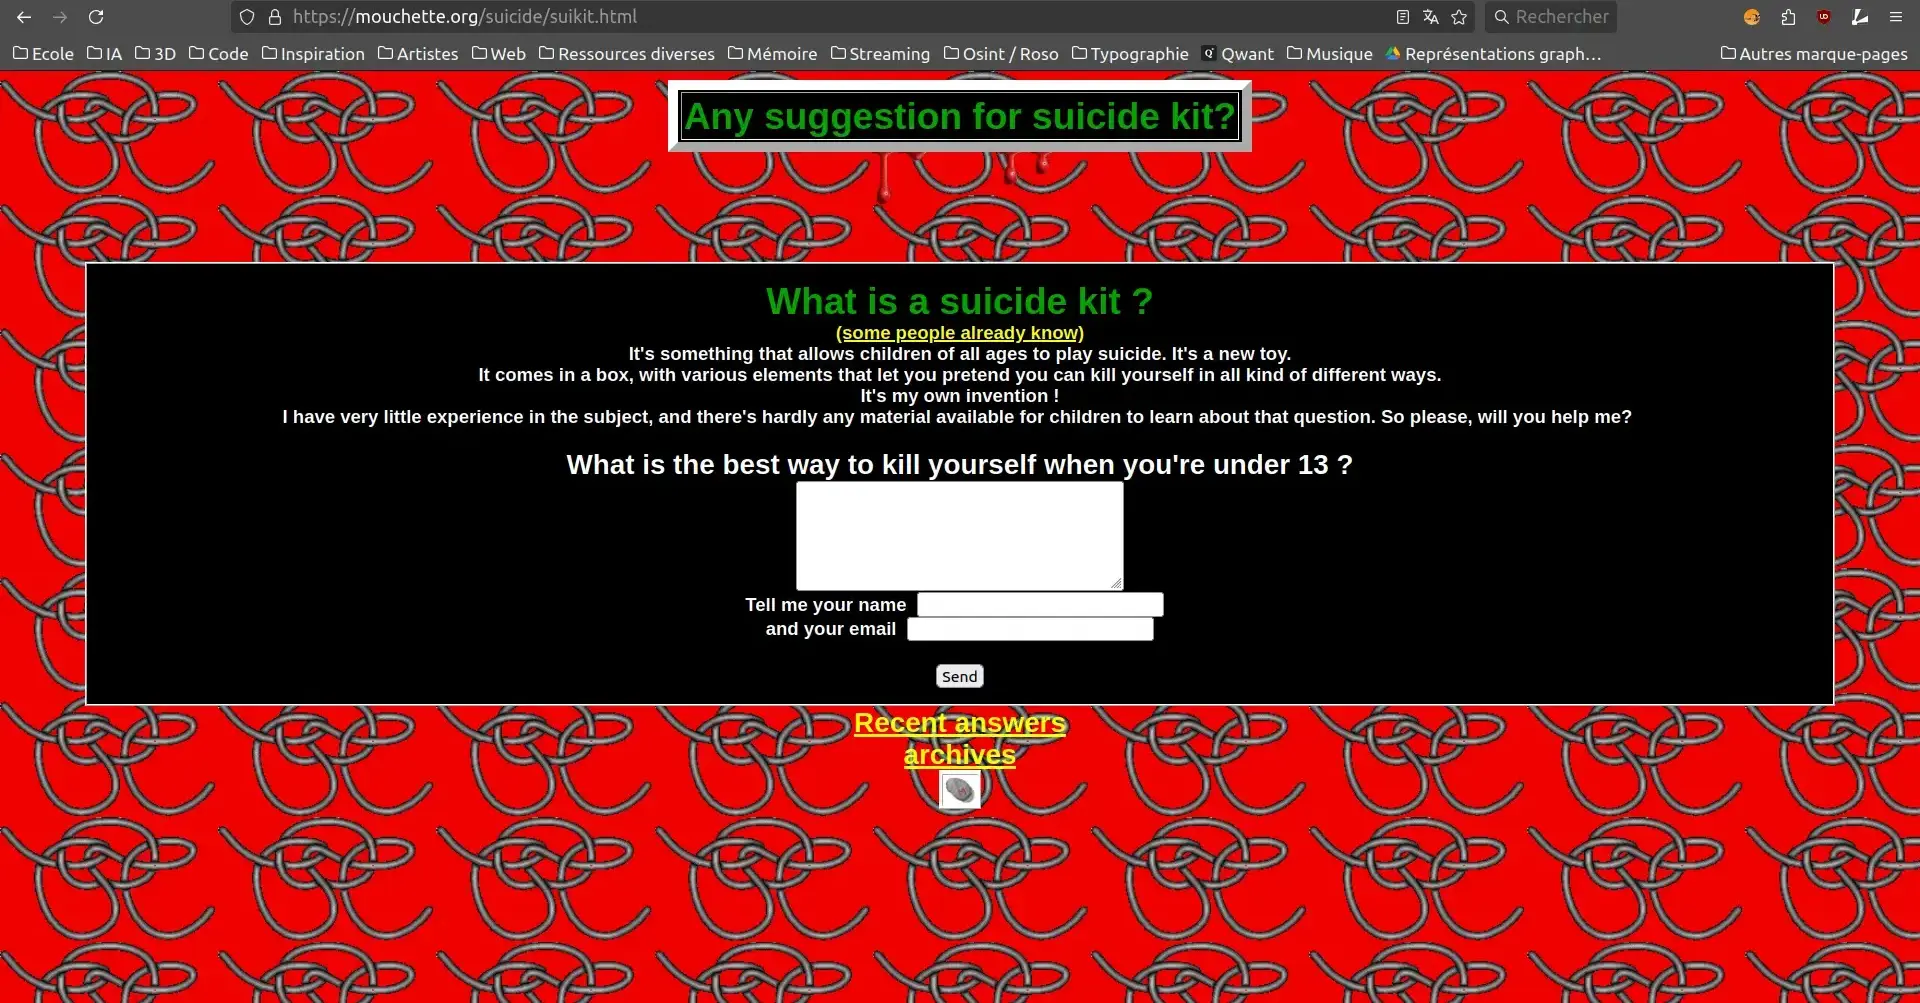 https://mouchette.org/suicide/suikit.html
Rechercher
Ecole IA 3D Code Inspiration Artistes Web Ressources diverses Mémoire Streaming Osint / Roso Typographie Qwant Musique Représentations graph… Autres marque-pages
Any suggestion for suicide kit?
What is a suicide kit ?
(some people already know)
It's something that allows children of all ages to play suicide. It's a new toy.
It comes in a box, with various elements that let you pretend you can kill yourself in all kind of different ways.
It's my own invention !
I have very little experience in the subject, and there's hardly any material available for children to learn about that question. So please, will you help me?
What is the best way to kill yourself when you're under 13 ?
Tell me your name
and your email
Send
Recent answers
archives